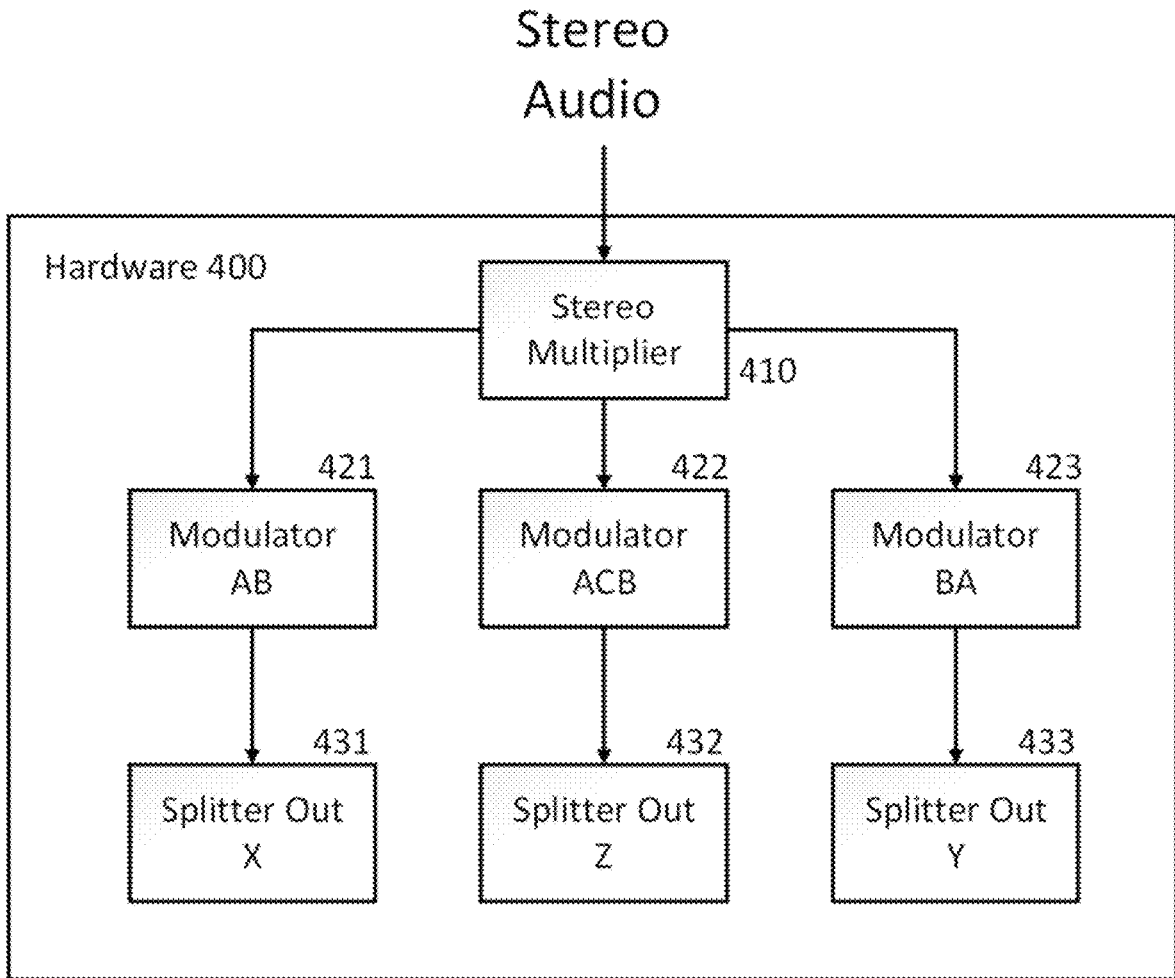 Stereo
Audio
Hardware 400
Stereo
Multiplier
410
421
422
423
Modulator
AB
Modulator
ACB
Modulator
BA
431
432
433
Splitter Out
X
Splitter Out
Z
Splitter Out
Y